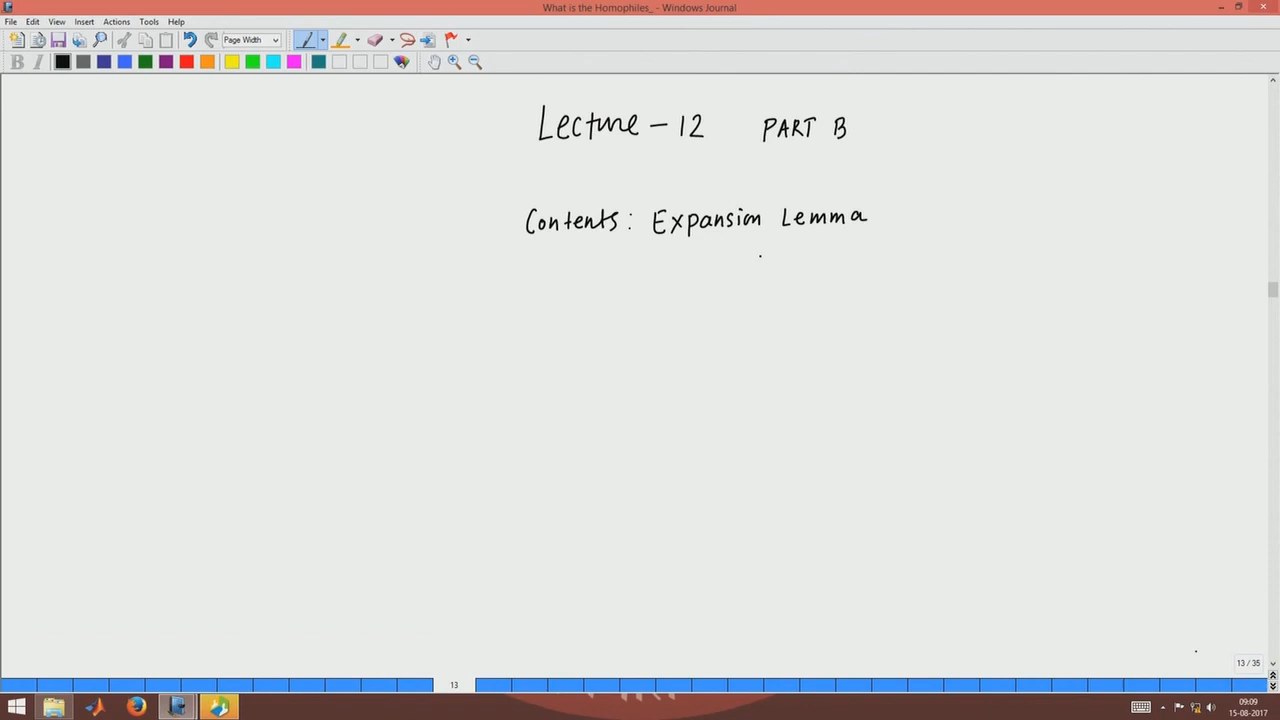 What is the Homophiles_ - Windows Journal
File Edit View Insert Actions Tools Help
Page Width
B I
Lecture - 12 PART B
Contents : Expansion Lemma
13 / 35
13
09:09
15-08-2017